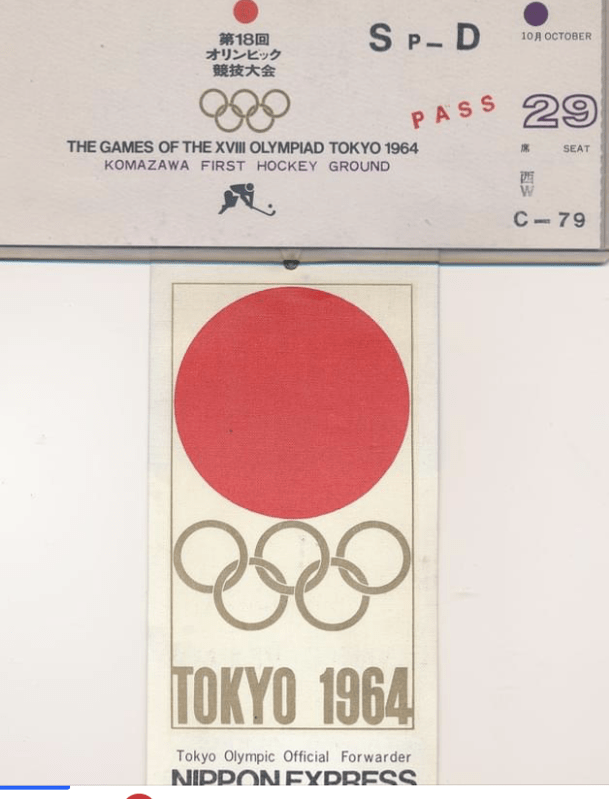 第18回
オリンピック
競技大会
THE GAMES OF THE XVIII OLYMPIAD TOKYO 1964
KOMAZAWA FIRST HOCKEY GROUND
SP-D
PASS
10月 OCTOBER
29
席 SEAT
西
W
C-79
TOKYO 1964
Tokyo Olympic Official Forwarder
NIPPON EXPRESS